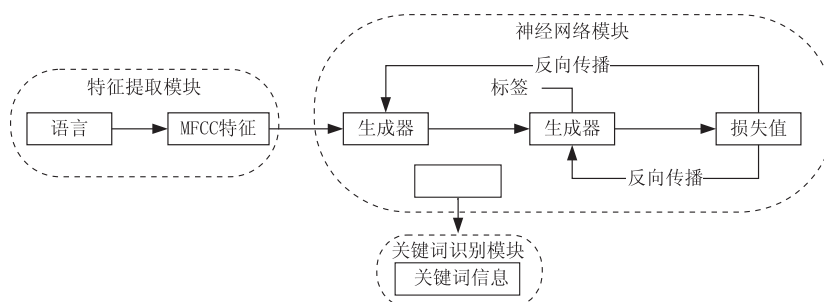 神经网络模块
反向传播
标签
特征提取模块
语言
MFCC特征
生成器
生成器
损失值
反向传播
关键词识别模块
关键词信息